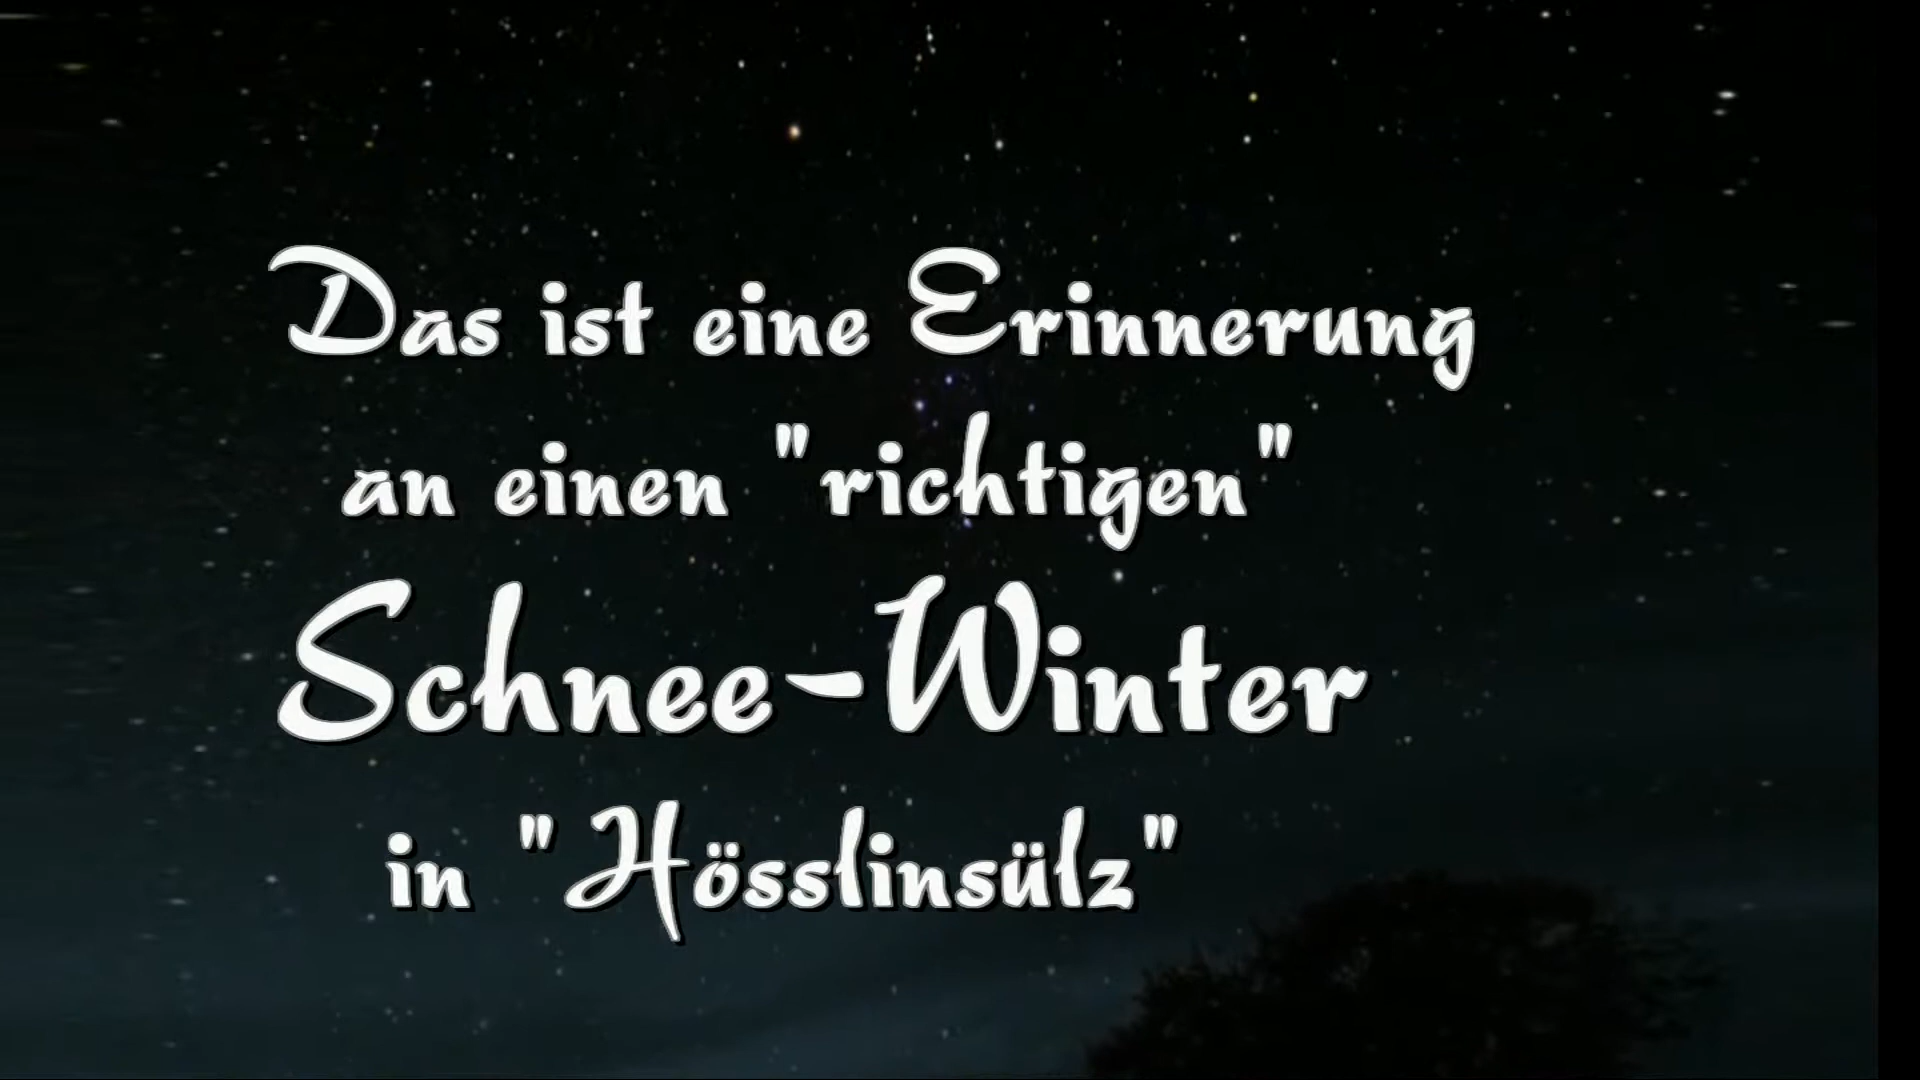 Das ist eine Erinnerung
an einen "richtigen"
Schnee-Winter
in "Hösslinsülz"